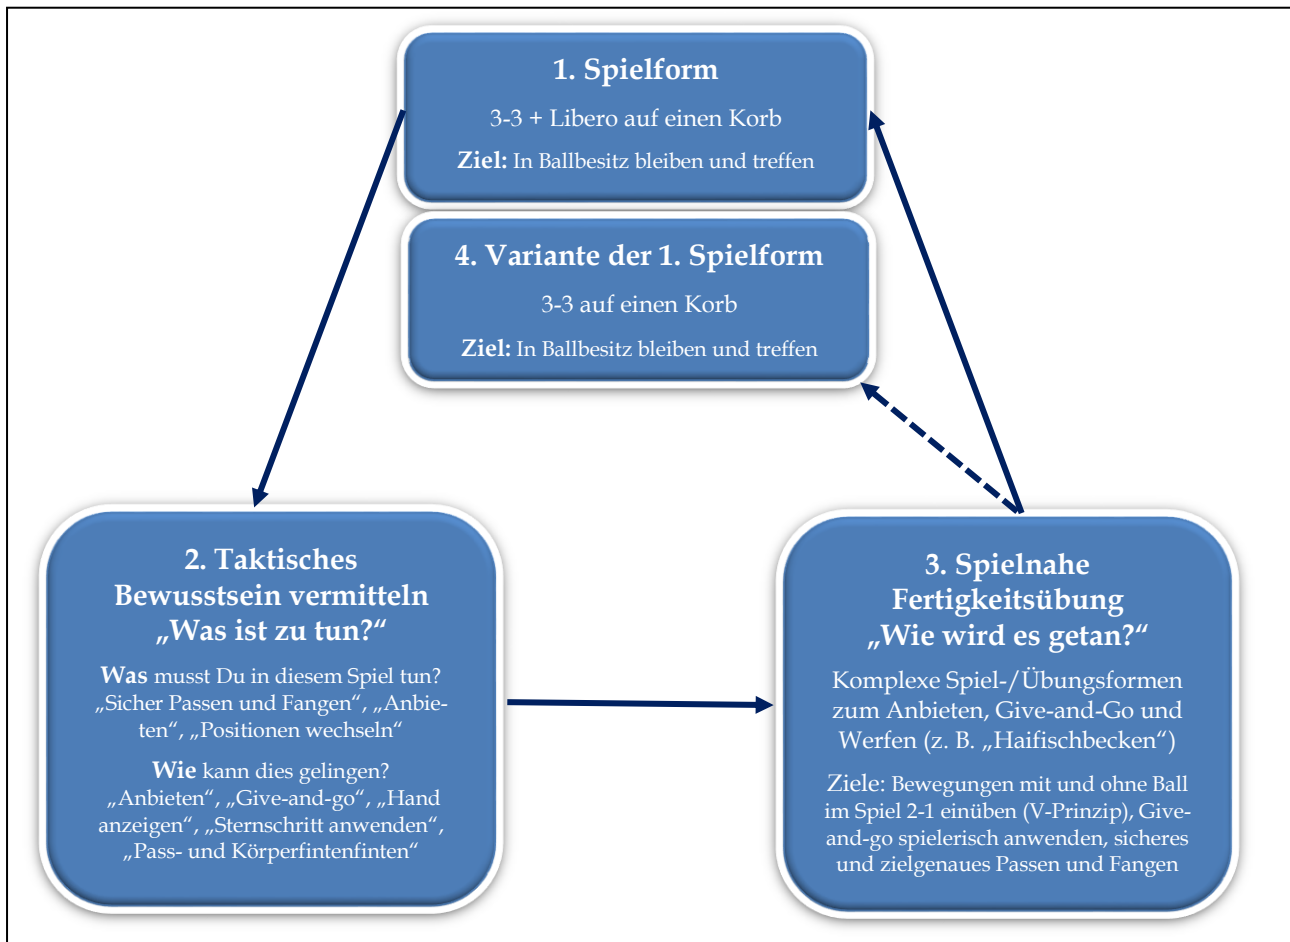 1. Spielform
3-3 + Libero auf einen Korb
Ziel: In Ballbesitz bleiben und treffen
4. Variante der 1. Spielform
3-3 auf einen Korb
Ziel: In Ballbesitz bleiben und treffen
2. Taktisches
Bewusstsein vermitteln
„Was ist zu tun?“
Was musst Du in diesem Spiel tun?
„Sicher Passen und Fangen“, „Anbie-
ten“, „Positionen wechseln“
Wie kann dies gelingen?
„Anbieten“, „Give-and-go“, „Hand
anzeigen“, „Sternschritt anwenden“,
„Pass- und Körperfintenfinten“
3. Spielnahe
Fertigkeitsübung
„Wie wird es getan?“
Komplexe Spiel-/Übungsformen
zum Anbieten, Give-and-Go und
Werfen (z. B. „Haifischbecken“)
Ziele: Bewegungen mit und ohne Ball
im Spiel 2-1 einüben (V-Prinzip), Give-
and-go spielerisch anwenden, sicheres
und zielgenaues Passen und Fangen